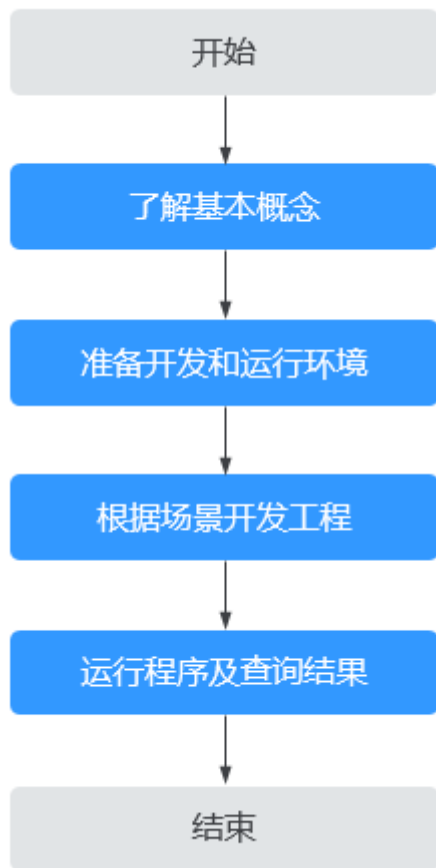 开始
了解基本概念
准备开发和运行环境
根据场景开发工程
运行程序及查询结果
结束